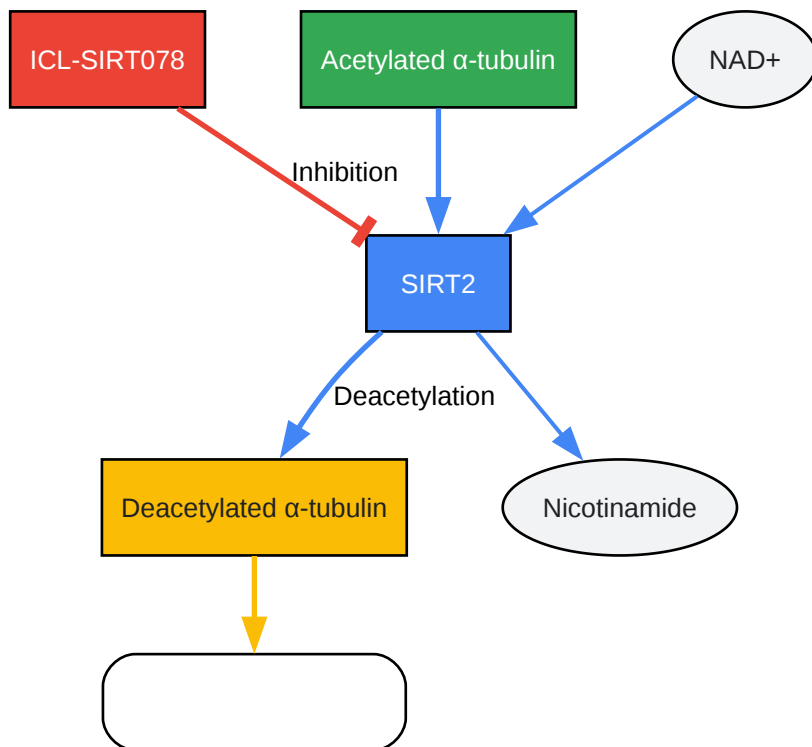 ICL-SIRT078
Acetylated α-tubulin
NAD+
Inhibition
SIRT2
Deacetylation
Deacetylated α-tubulin
Nicotinamide